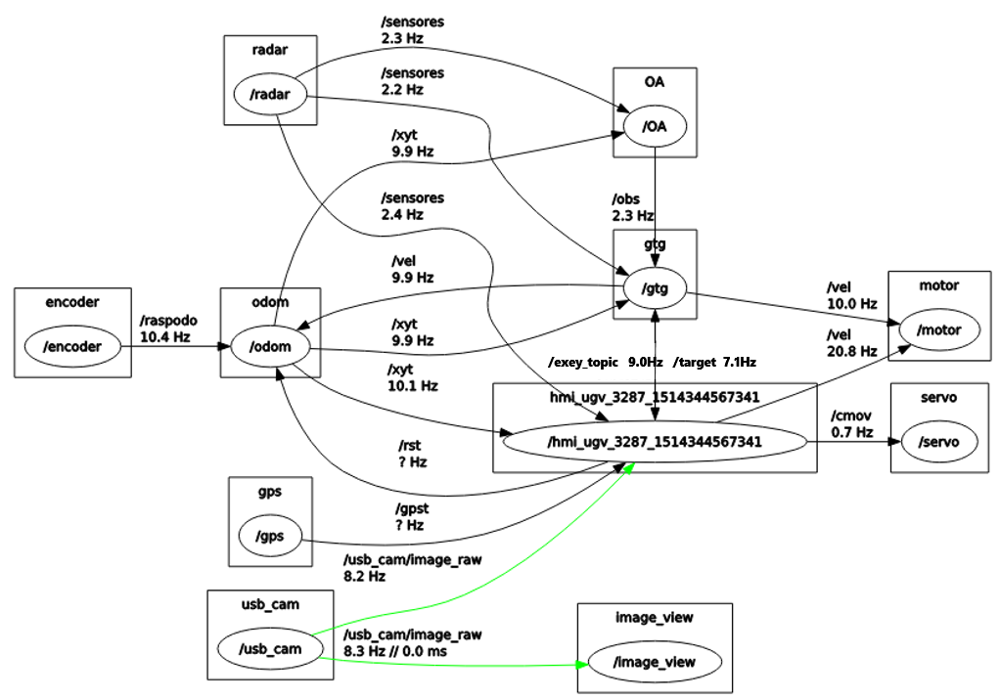 /sensores
2.3 Hz
radar
/radar
/sensores
2.2 Hz
OA
/OA
/xyt
9.9 Hz
/sensores
2.4 Hz
/obs
2.3 Hz
gtg
/gtg
/vel
9.9 Hz
encoder
/encoder
/raspodo
10.4 Hz
odom
/odom
/xyt
9.9 Hz
/vel
10.0 Hz
motor
/motor
/vel
20.8 Hz
/exey_topic 9.0Hz /target 7.1Hz
/xyt
10.1 Hz
hmi_ugv_3287_1514344567341
/hmi_ugv_3287_1514344567341
/cmov
0.7 Hz
servo
/servo
/rst
? Hz
gps
/gps
/gpst
? Hz
/usb_cam/image_raw
8.2 Hz
usb_cam
/usb_cam
/usb_cam/image_raw
8.3 Hz // 0.0 ms
image_view
/image_view